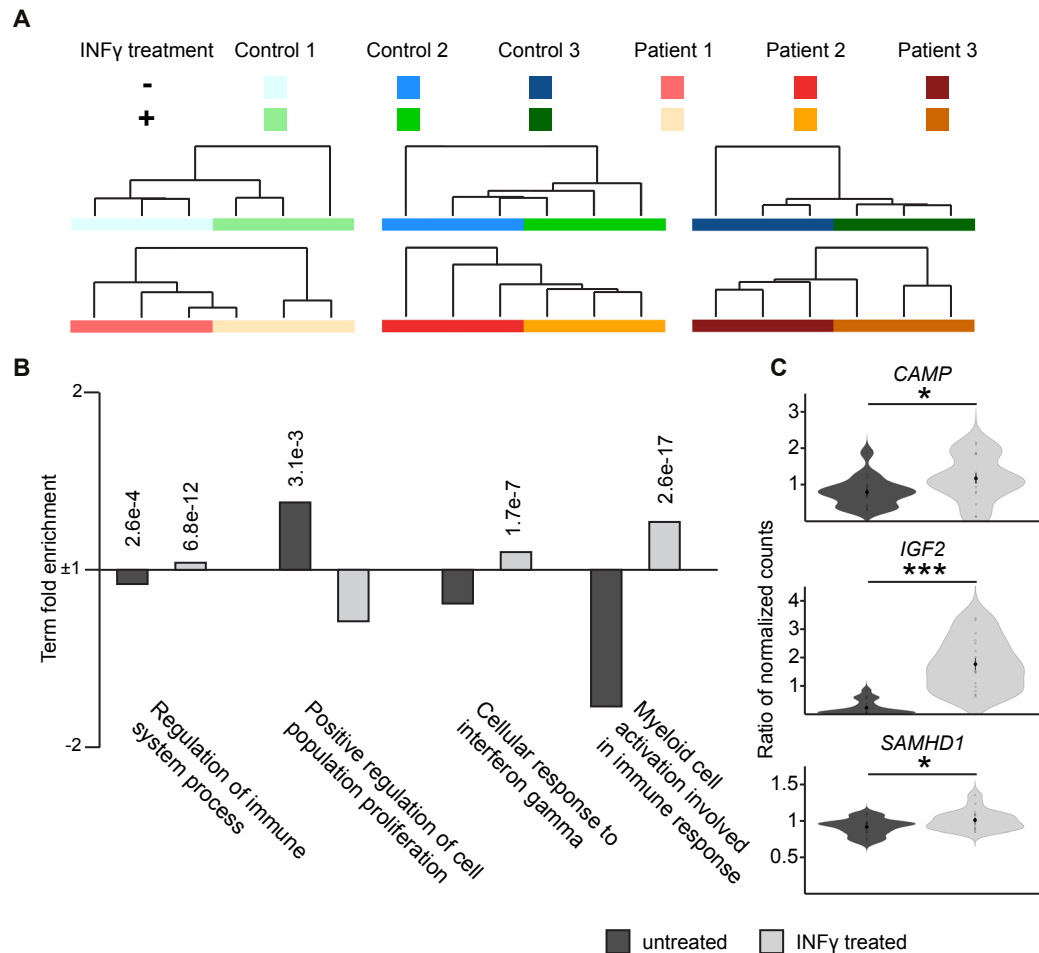 A
INFγ treatment Control 1 Control 2 Control 3 Patient 1 Patient 2 Patient 3
-
+
B
2
±1
-2
Term fold enrichment
2.6e-4
6.8e-12
3.1e-3
1.7e-7
2.6e-17
Regulation of immune
system process
Positive regulation of cell
population proliferation
Cellular response to
interferon gamma
Myeloid cell
activation involved
in immune response
C
Ratio of normalized counts
CAMP
*
3
2
1
IGF2
***
4
3
2
1
SAMHD1
*
1.5
1
0.5
untreated INFγ treated